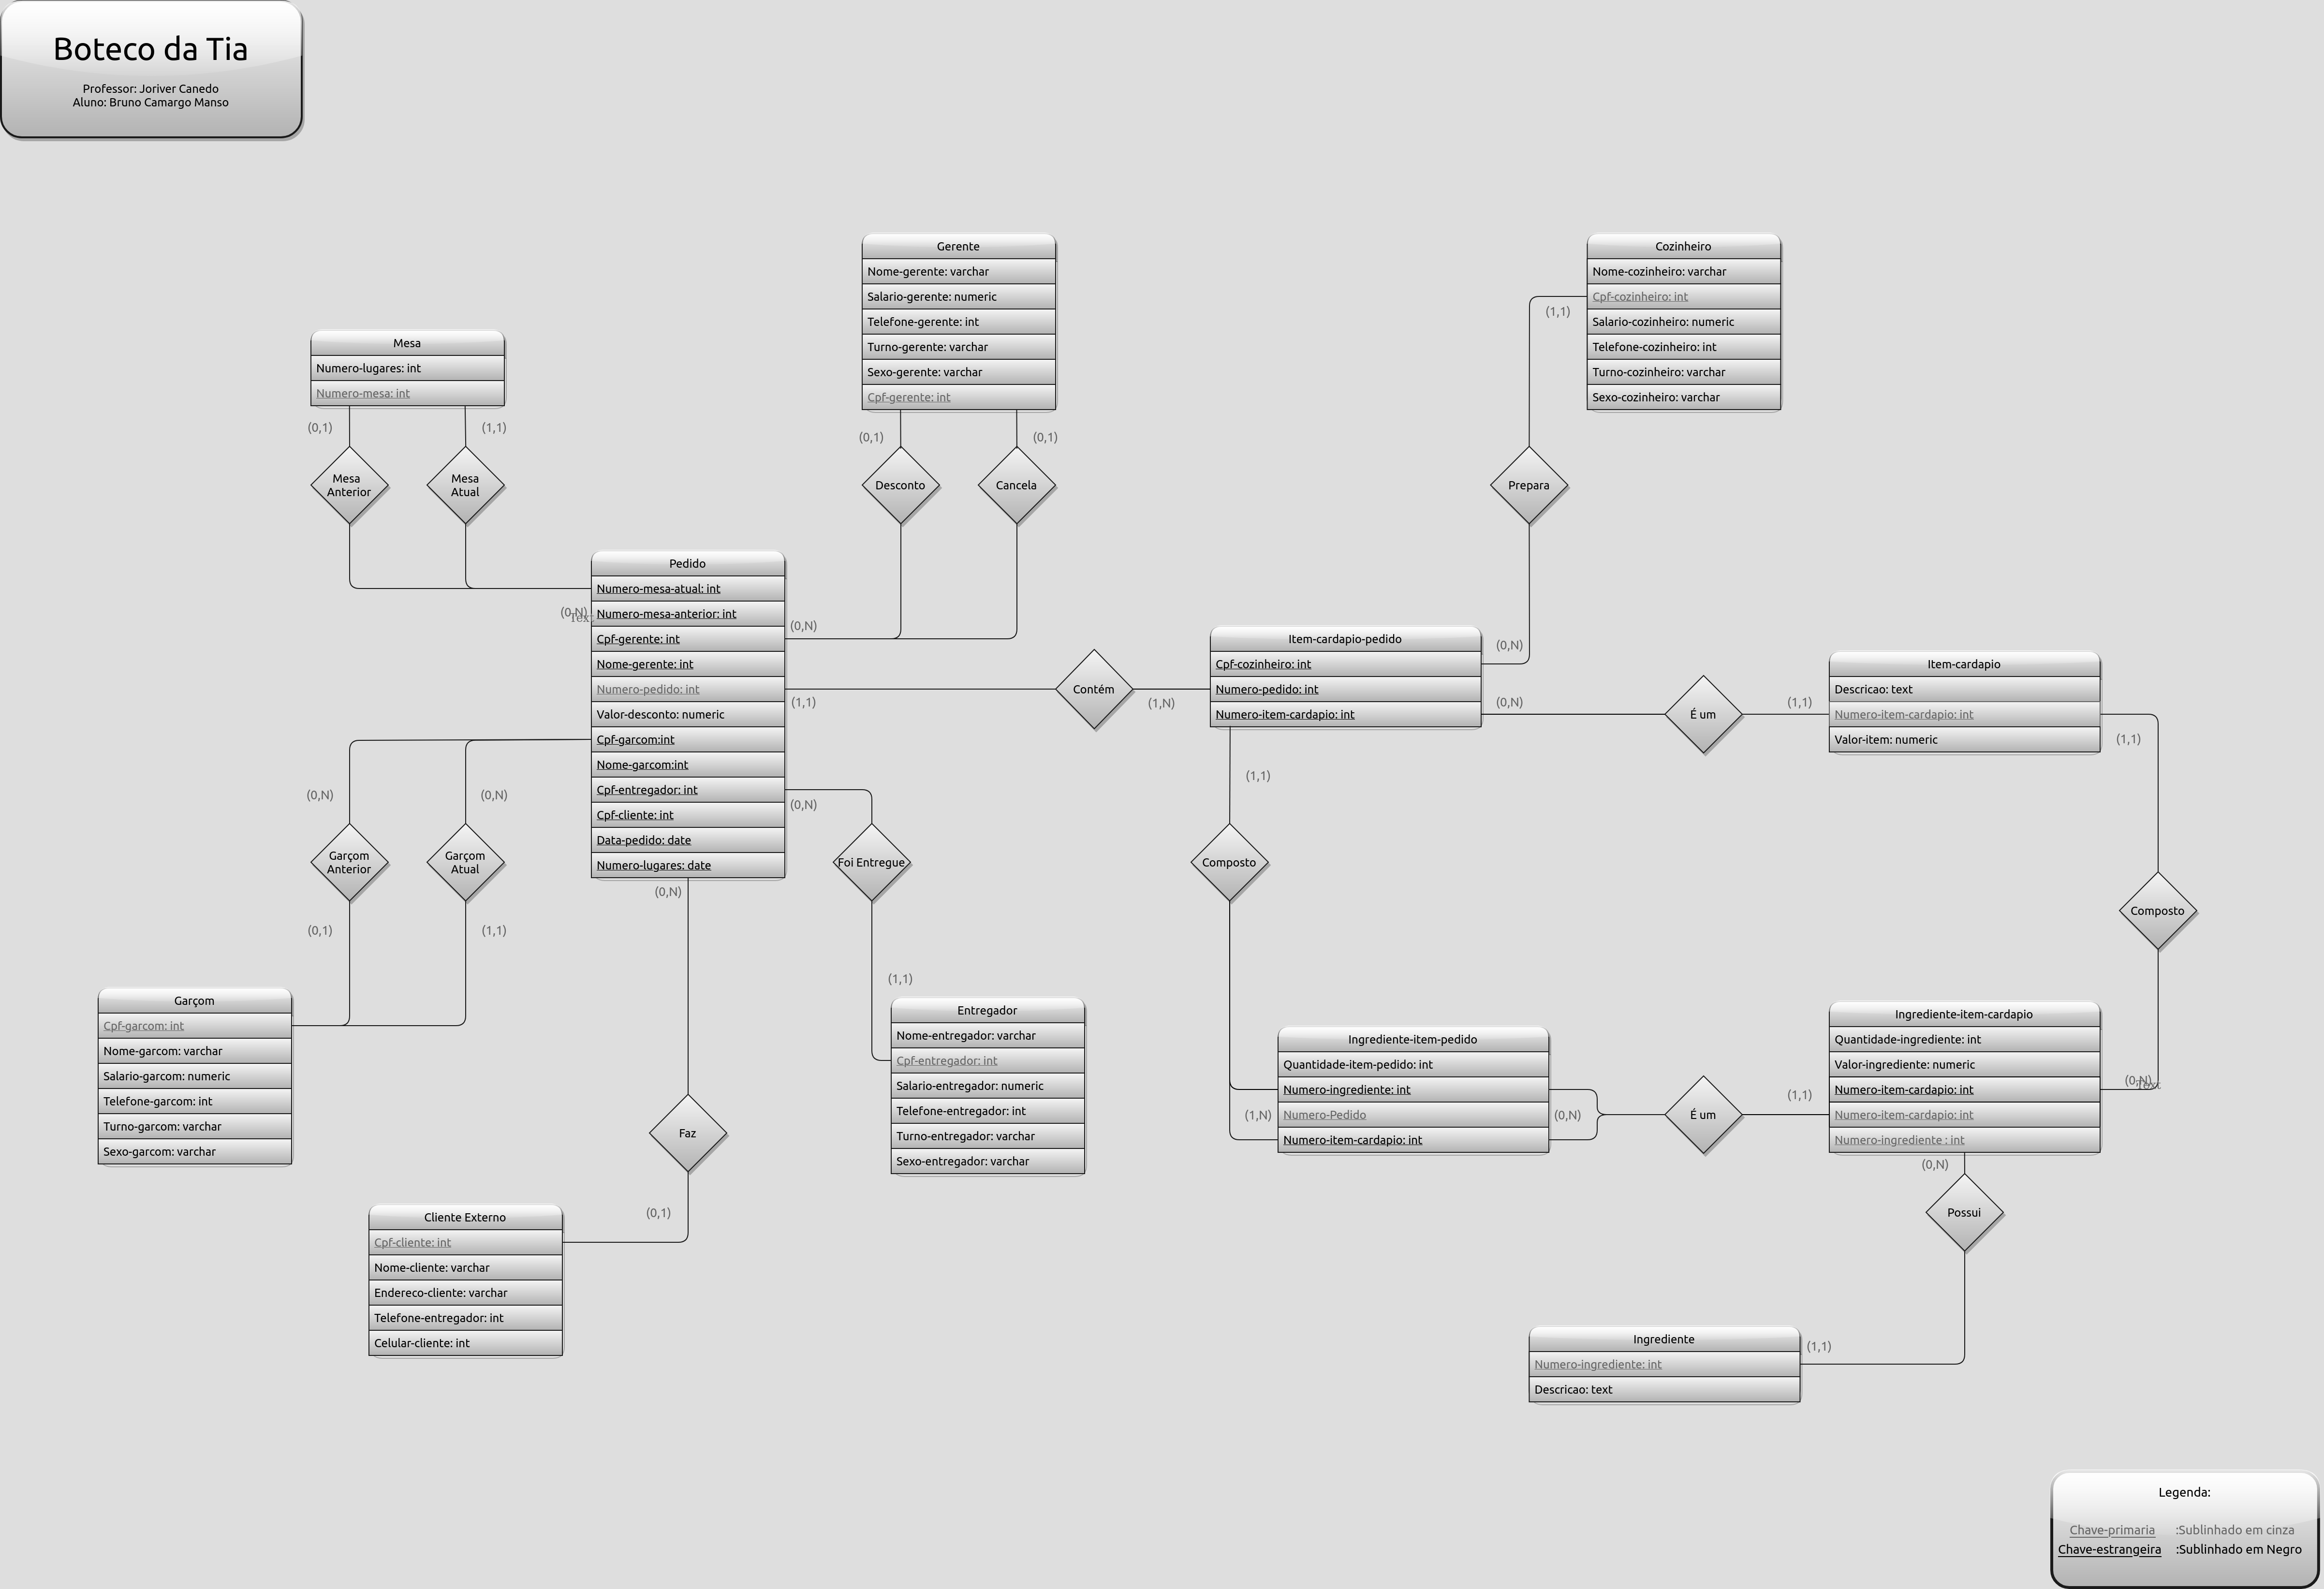 Boteco da Tia
Professor: Joriver Canedo
Aluno: Bruno Camargo Manso
Gerente
Nome-gerente: varchar
Salario-gerente: numeric
Telefone-gerente: int
Turno-gerente: varchar
Sexo-gerente: varchar
Cpf-gerente: int
Cozinheiro
Nome-cozinheiro: varchar
Cpf-cozinheiro: int
Salario-cozinheiro: numeric
Telefone-cozinheiro: int
Turno-cozinheiro: varchar
Sexo-cozinheiro: varchar
(1,1)
Mesa
Numero-lugares: int
Numero-mesa: int
(0,1)
(1,1)
(0,1)
(0,1)
Mesa
Anterior
Mesa
Atual
Desconto
Cancela
Prepara
Pedido
Numero-mesa-atual: int
Numero-mesa-anterior: int
Cpf-gerente: int
Nome-gerente: int
Numero-pedido: int
Valor-desconto: numeric
Cpf-garcom:int
Nome-garcom:int
Cpf-entregador: int
Cpf-cliente: int
Data-pedido: date
Numero-lugares: date
(0,N)
Text
(0,N)
(1,1)
Contém
(1,N)
Item-cardapio-pedido
Cpf-cozinheiro: int
Numero-pedido: int
Numero-item-cardapio: int
(0,N)
(0,N)
É um
(1,1)
Item-cardapio
Descricao: text
Numero-item-cardapio: int
Valor-item: numeric
(1,1)
(0,N)
(0,N)
(0,N)
(1,1)
Garçom
Anterior
Garçom
Atual
Foi Entregue
Composto
Composto
(0,N)
(0,1)
(1,1)
(1,1)
Garçom
Cpf-garcom: int
Nome-garcom: varchar
Salario-garcom: numeric
Telefone-garcom: int
Turno-garcom: varchar
Sexo-garcom: varchar
Entregador
Nome-entregador: varchar
Cpf-entregador: int
Salario-entregador: numeric
Telefone-entregador: int
Turno-entregador: varchar
Sexo-entregador: varchar
Ingrediente-item-pedido
Quantidade-item-pedido: int
Numero-ingrediente: int
Numero-Pedido
Numero-item-cardapio: int
(1,N)
(0,N)
É um
(1,1)
Ingrediente-item-cardapio
Quantidade-ingrediente: int
Valor-ingrediente: numeric
Numero-item-cardapio: int
Numero-item-cardapio: int
Numero-ingrediente : int
(0,N)
Text
(0,N)
Faz
Possui
(0,1)
Cliente Externo
Cpf-cliente: int
Nome-cliente: varchar
Endereco-cliente: varchar
Telefone-entregador: int
Celular-cliente: int
Ingrediente
Numero-ingrediente: int
Descricao: text
(1,1)
Legenda:
Chave-primaria :Sublinhado em cinza
Chave-estrangeira :Sublinhado em Negro